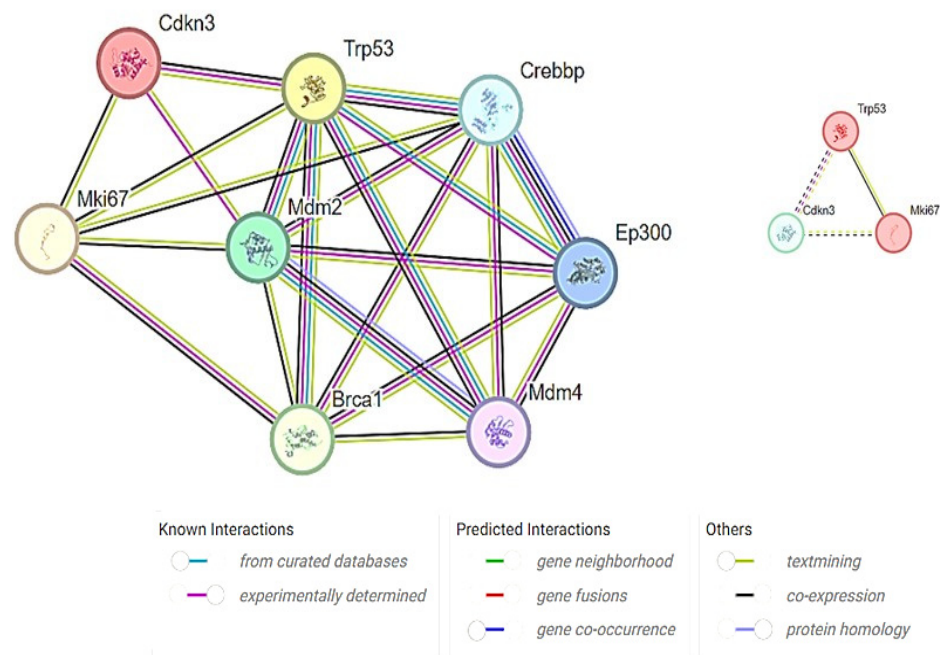 Cdkn3
Trp53
Crebbp
Mki67
Mdm2
Ep300
Brca1
Mdm4
Trp53
Cdkn3
Mki67
Known Interactions
from curated databases
experimentally determined
Predicted Interactions
gene neighborhood
gene fusions
gene co-occurrence
Others
textmining
co-expression
protein homology